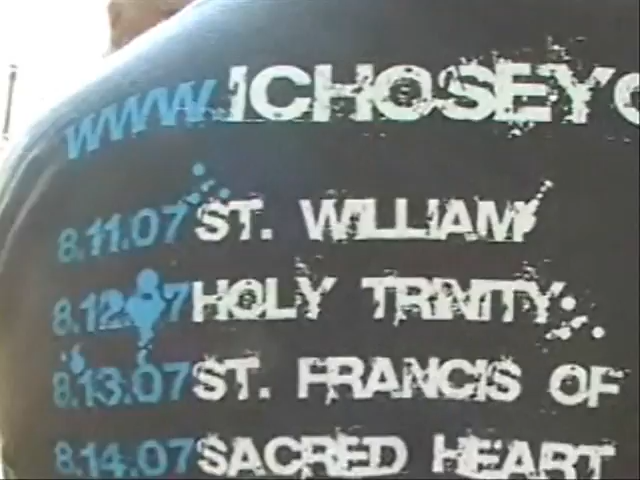 WWW.ICHOSEYO
8.11.07 ST. WILLIAM
8.12.07 HOLY TRINITY
8.13.07 ST. FRANCIS OF
8.14.07 SACRED HEART